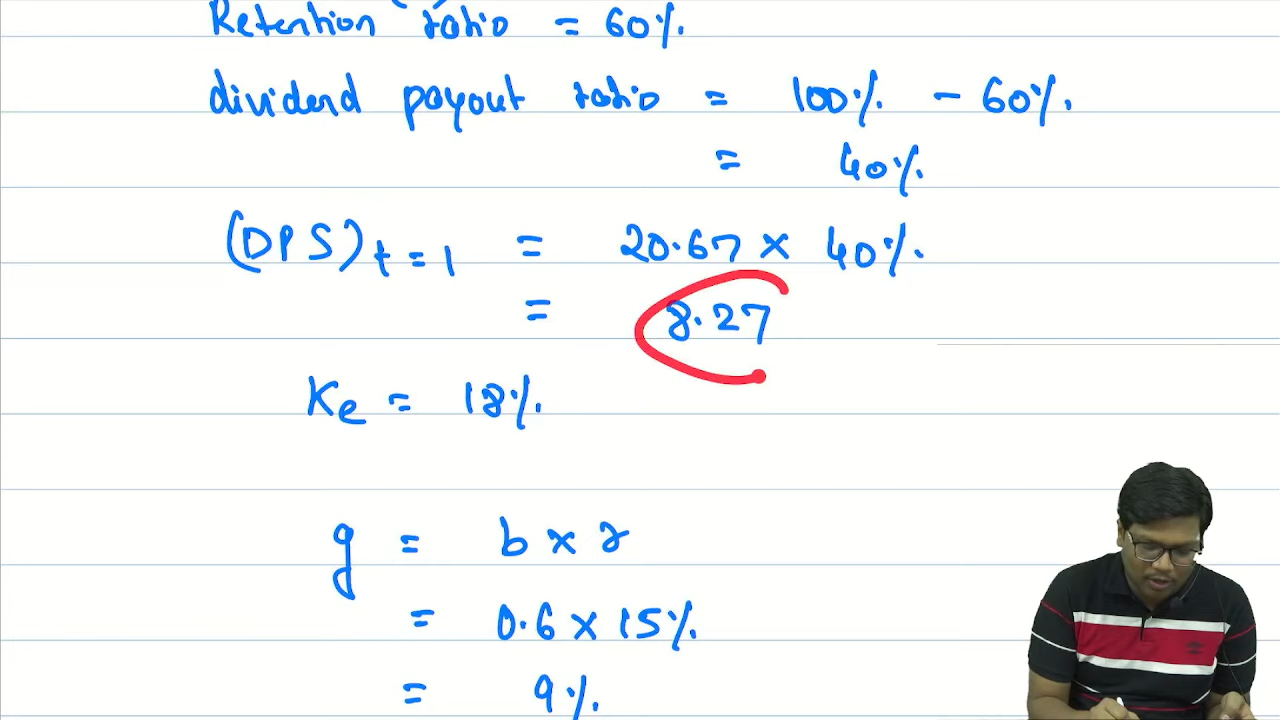 Retention ratio = 60%
dividend payout ratio = 100% - 60%
= 40%
(DPS)t=1 = 20.67 × 40%
= 8.27
Ke = 18%
g = b × r
= 0.6 × 15%
= 9%